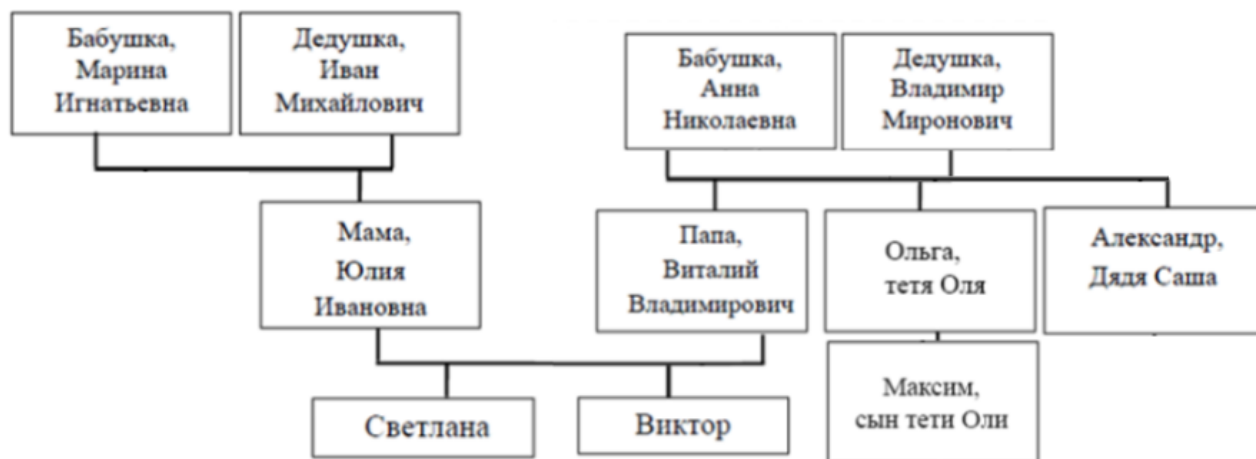 Бабушка,
Марина
Игнатьевна
Дедушка,
Иван
Михайлович
Бабушка,
Анна
Николаевна
Дедушка,
Владимир
Миронович
Мама,
Юлия
Ивановна
Папа,
Виталий
Владимирович
Ольга,
тетя Оля
Александр,
Дядя Саша
Светлана
Виктор
Максим,
сын тети Оли